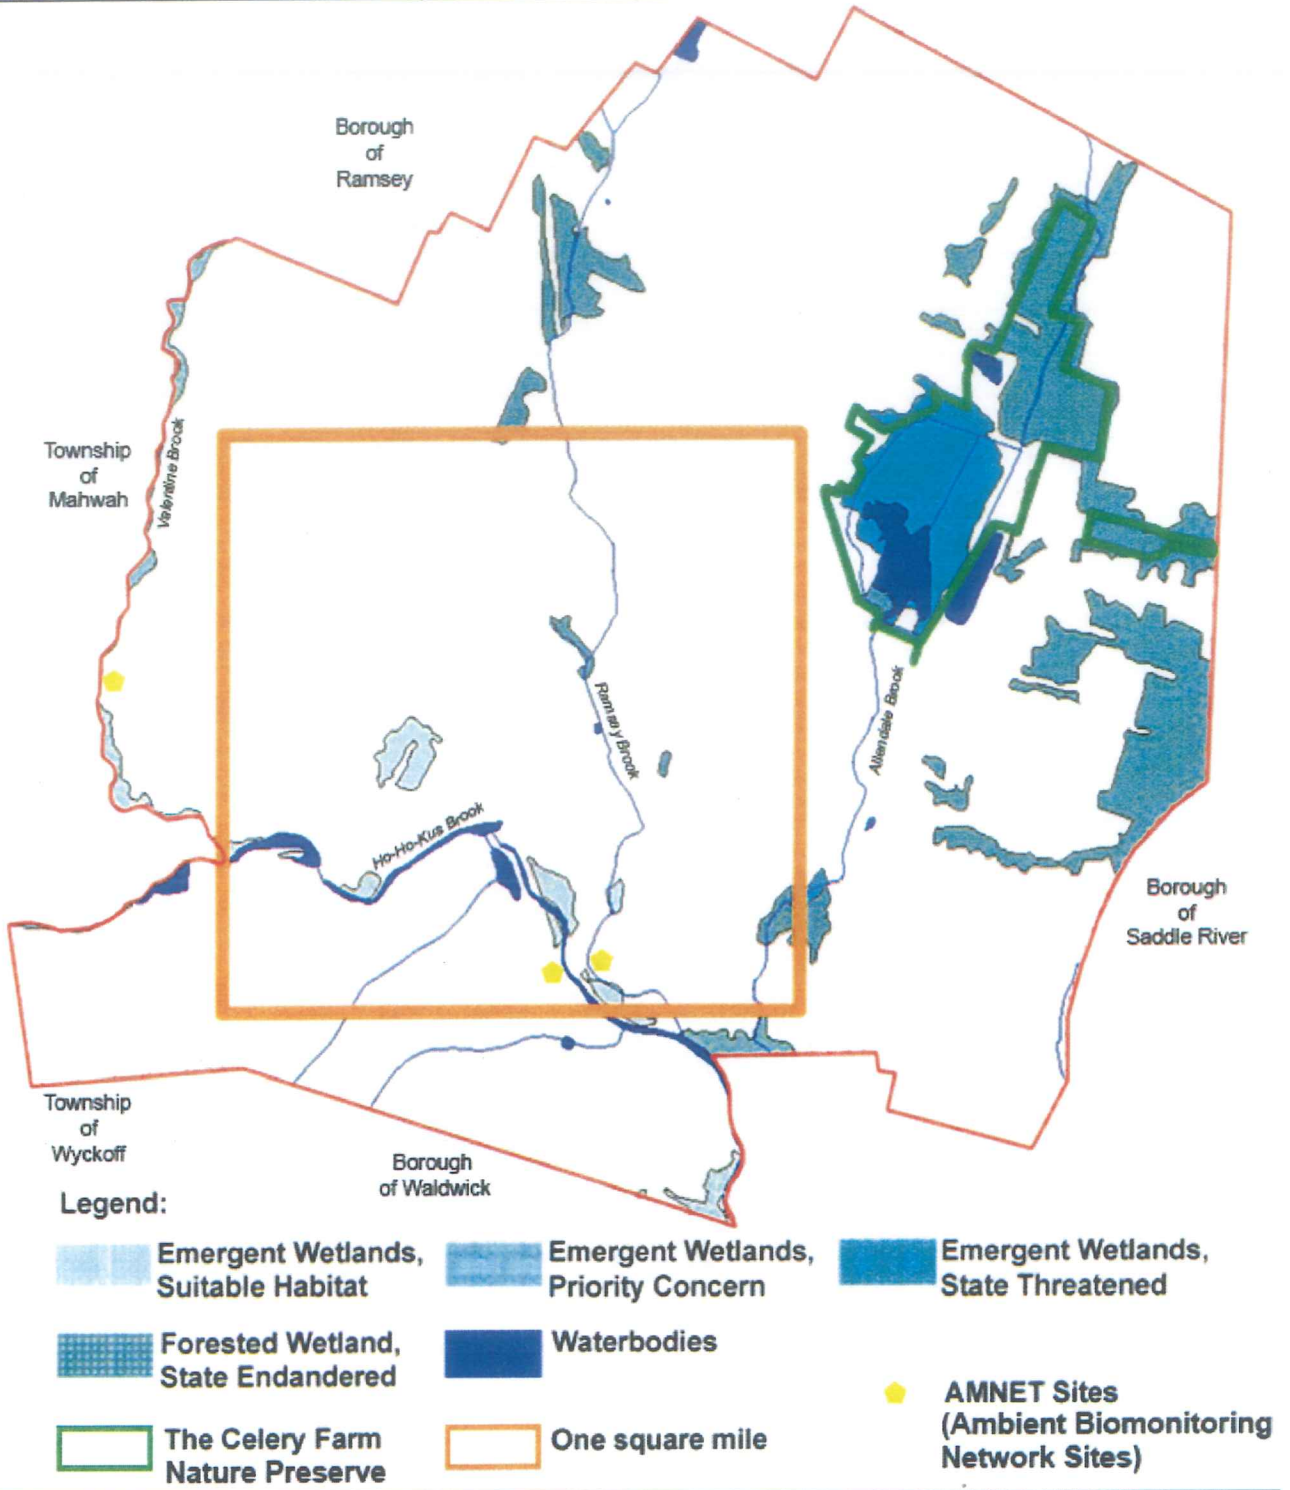 Borough
of
Ramsey
Township
of
Mahwah
Valentine Brook
Ramsey Brook
Allendale Brook
Ho-Ho-Kus Brook
Borough
of
Saddle River
Township
of
Wyckoff
Borough
of Waldwick
Legend:
Emergent Wetlands,
Suitable Habitat
Emergent Wetlands,
Priority Concern
Emergent Wetlands,
State Threatened
Forested Wetland,
State Endandered
Waterbodies
AMNET Sites
(Ambient Biomonitoring
Network Sites)
The Celery Farm
Nature Preserve
One square mile